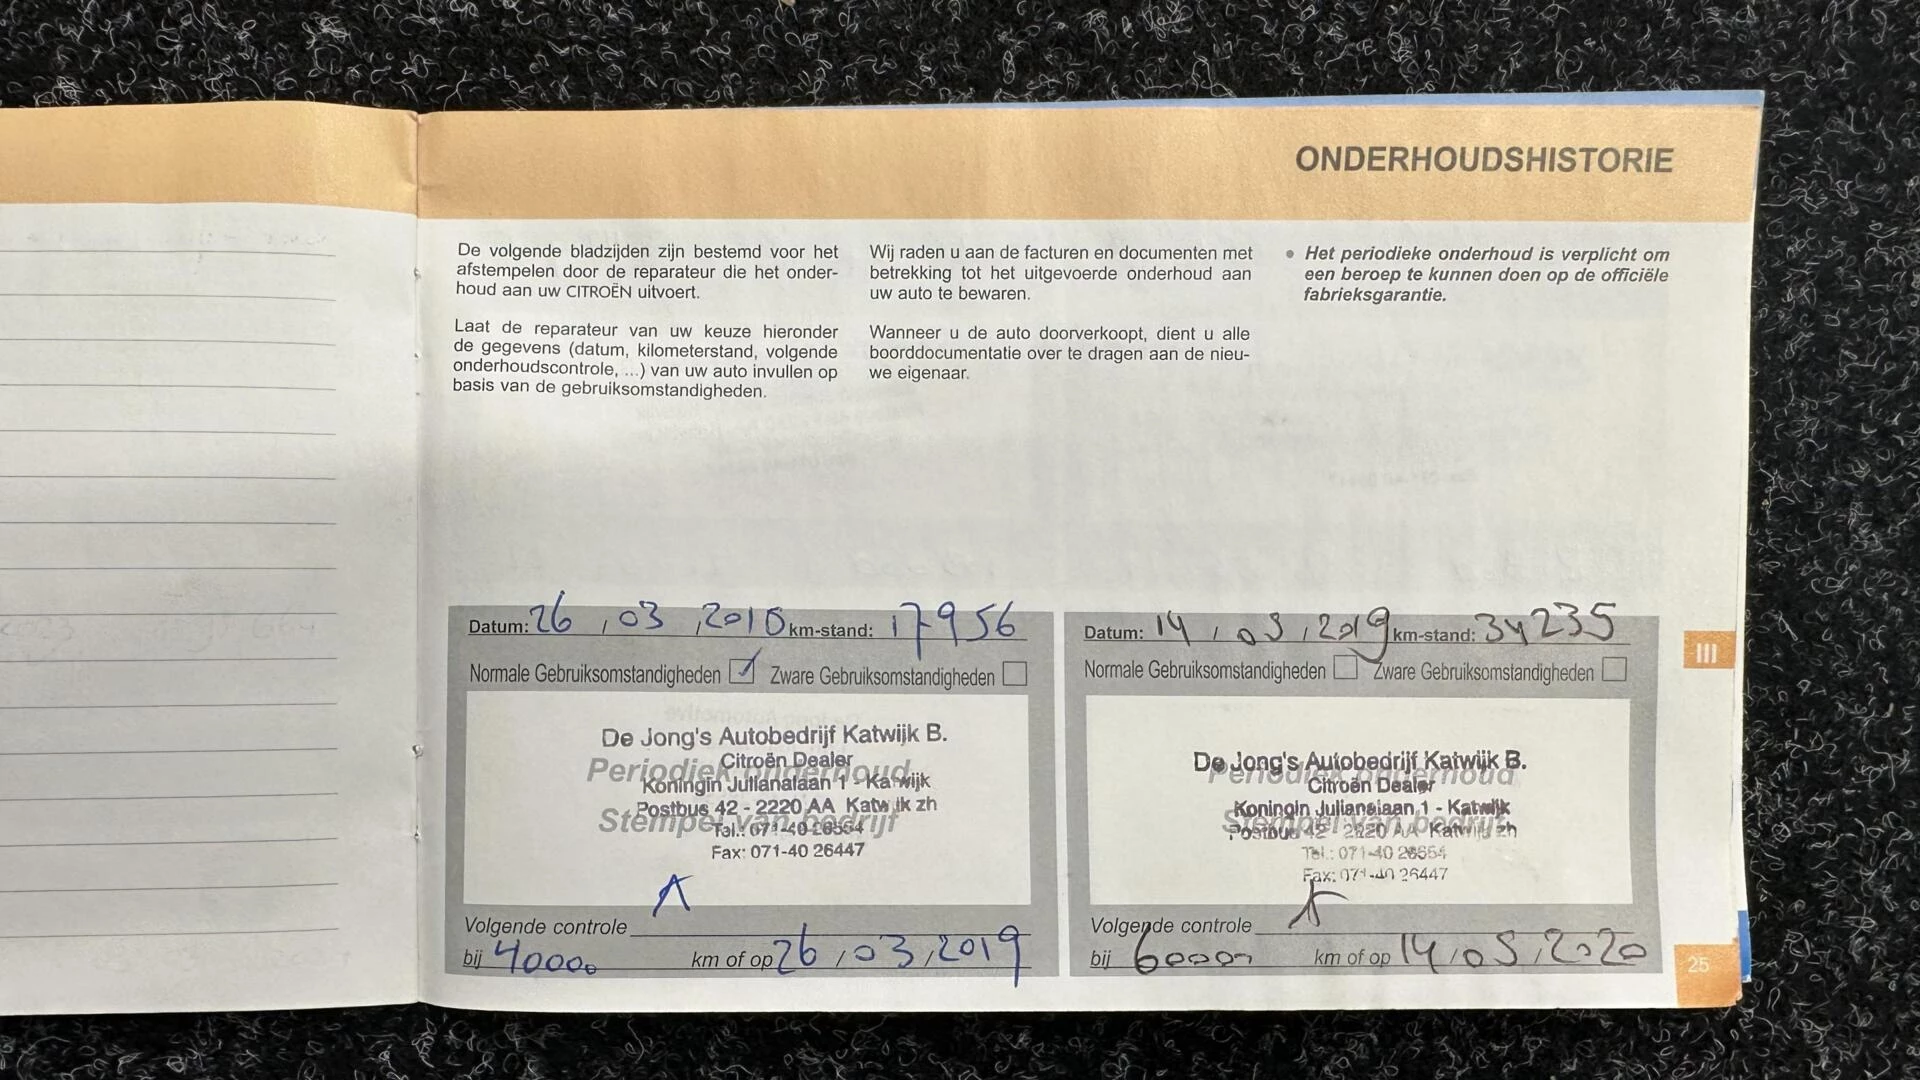 ONDERHOUDSHISTORIE
De volgende bladzijden zijn bestemd voor het
afstempelen door de reparateur die het onder-
houd aan uw CITROËN uitvoert.
Laat de reparateur van uw keuze hieronder
de gegevens (datum, kilometerstand, volgende
onderhoudscontrole, ...) van uw auto invullen op
basis van de gebruiksomstandigheden.
Wij raden u aan de facturen en documenten met
betrekking tot het uitgevoerde onderhoud aan
uw auto te bewaren.
Wanneer u de auto doorverkoopt, dient u alle
boorddocumentatie over te dragen aan de nieu-
we eigenaar.
• Het periodieke onderhoud is verplicht om
een beroep te kunnen doen op de officiële
fabrieksgarantie.
III
Datum: 26 , 03 , km-stand: 17956
Normale Gebruiksomstandigheden Zware Gebruiksomstandigheden
De Jong's Autobedrijf Katwijk B.
Citroën Dealer
Periodiek onderhoud
Koningin Julianalaan 1 - Katwijk
Postbus 42 - 2220 AA Katwijk zh
Stempel van bedrijf
Tel.: 071-40 26554
Fax: 071-40 26447
Volgende controle
bij 40000 km of op 26 , 03 , 2019
Datum: 14 , 05 , 2019 km-stand: 34235
Normale Gebruiksomstandigheden Zware Gebruiksomstandigheden
De Jong's Autobedrijf Katwijk B.
Periodiek onderhoud
Citroën Dealer
Koningin Julianalaan 1 - Katwijk
Stempel van bedrijf
Postbus 42 - 2220 AA Katwijk zh
Tel.: 071-40 26554
Fax: 071-40 26447
Volgende controle
bij 60000 km of op 14 , 05 , 2020
25